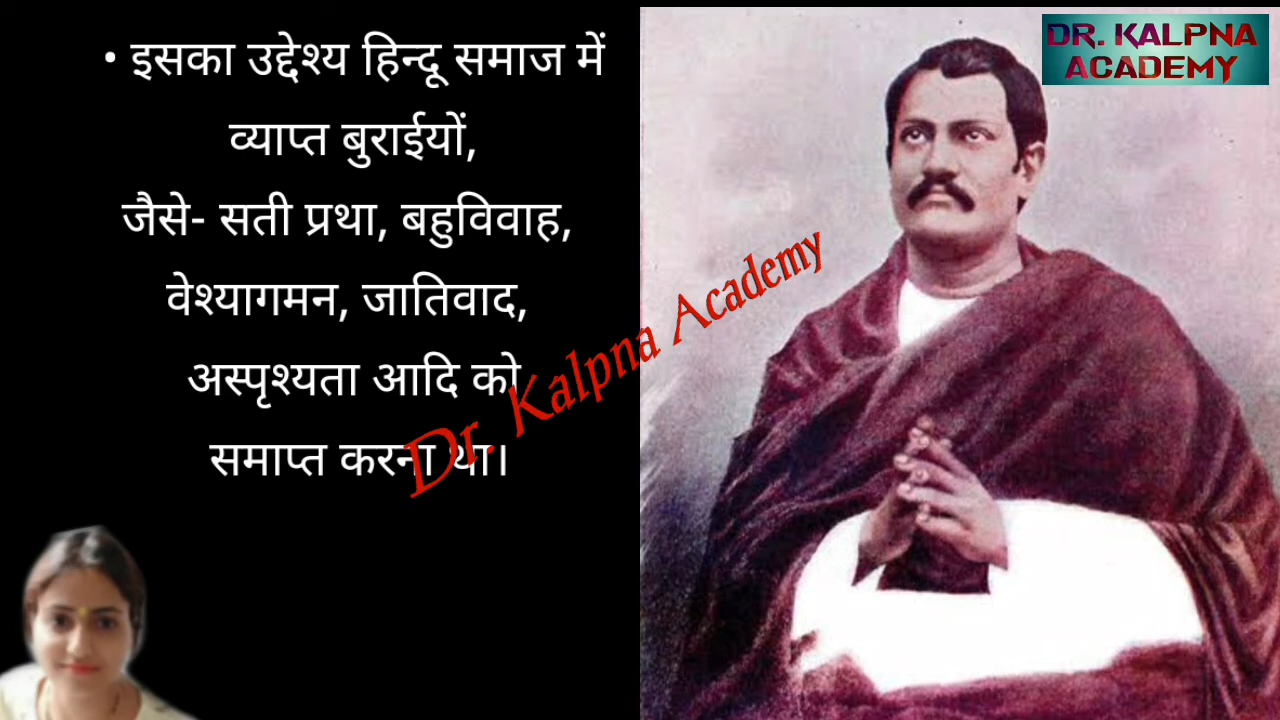 • इसका उद्देश्य हिन्दू समाज में
व्याप्त बुराईयों,
जैसे- सती प्रथा, बहुविवाह,
वेश्यागमन, जातिवाद,
अस्पृश्यता आदि को
समाप्त करना था।
DR. KALPNA
ACADEMY
Dr. Kalpna Academy